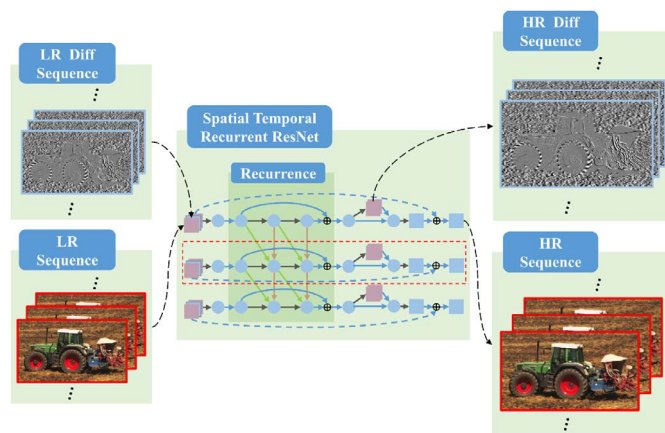 LR Diff
Sequence
HR Diff
Sequence
Spatial Temporal
Recurrent ResNet
Recurrence
LR
Sequence
HR
Sequence